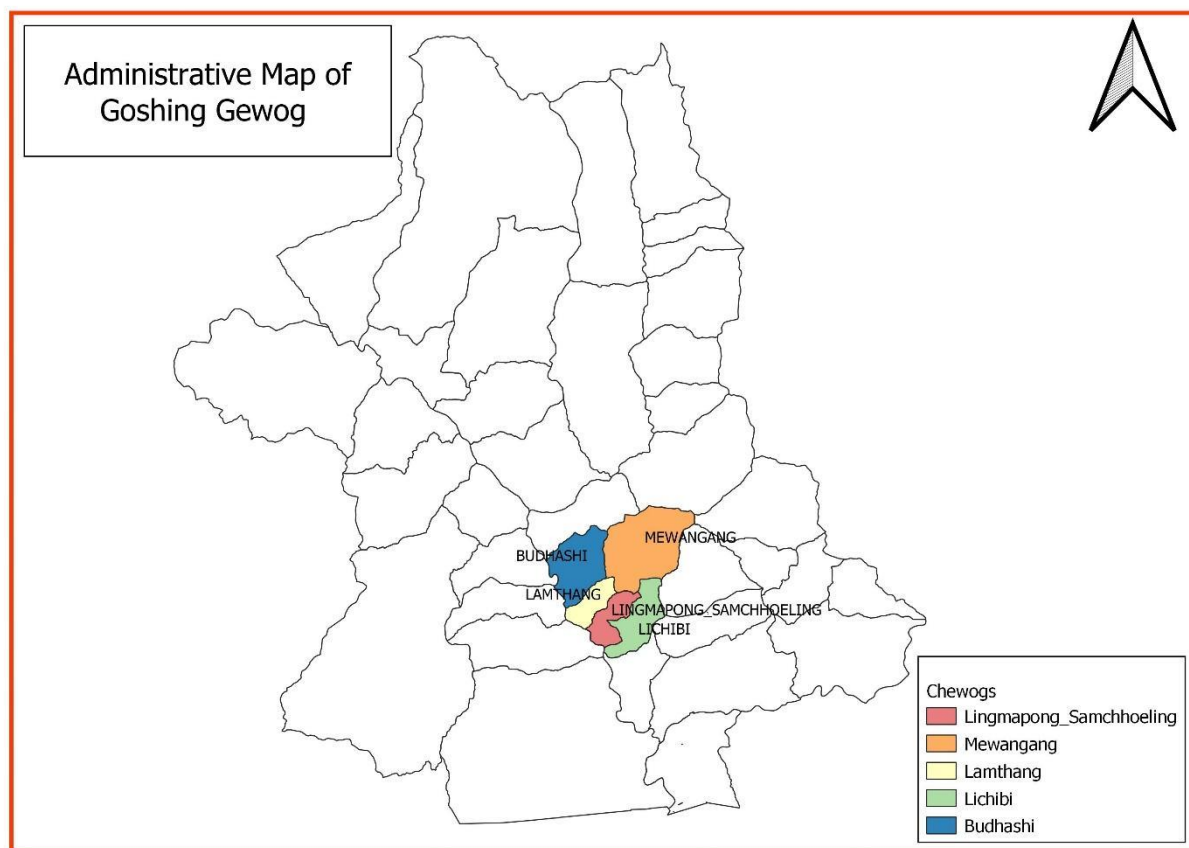 Administrative Map of
Goshing Gewog
MEWANGANG
BUDHASHI
LAMTHANG
LINGMAPONG_SAMCHHOELING
LICHIBI
Chewogs
Lingmapong_Samchhoeling
Mewangang
Lamthang
Lichibi
Budhashi